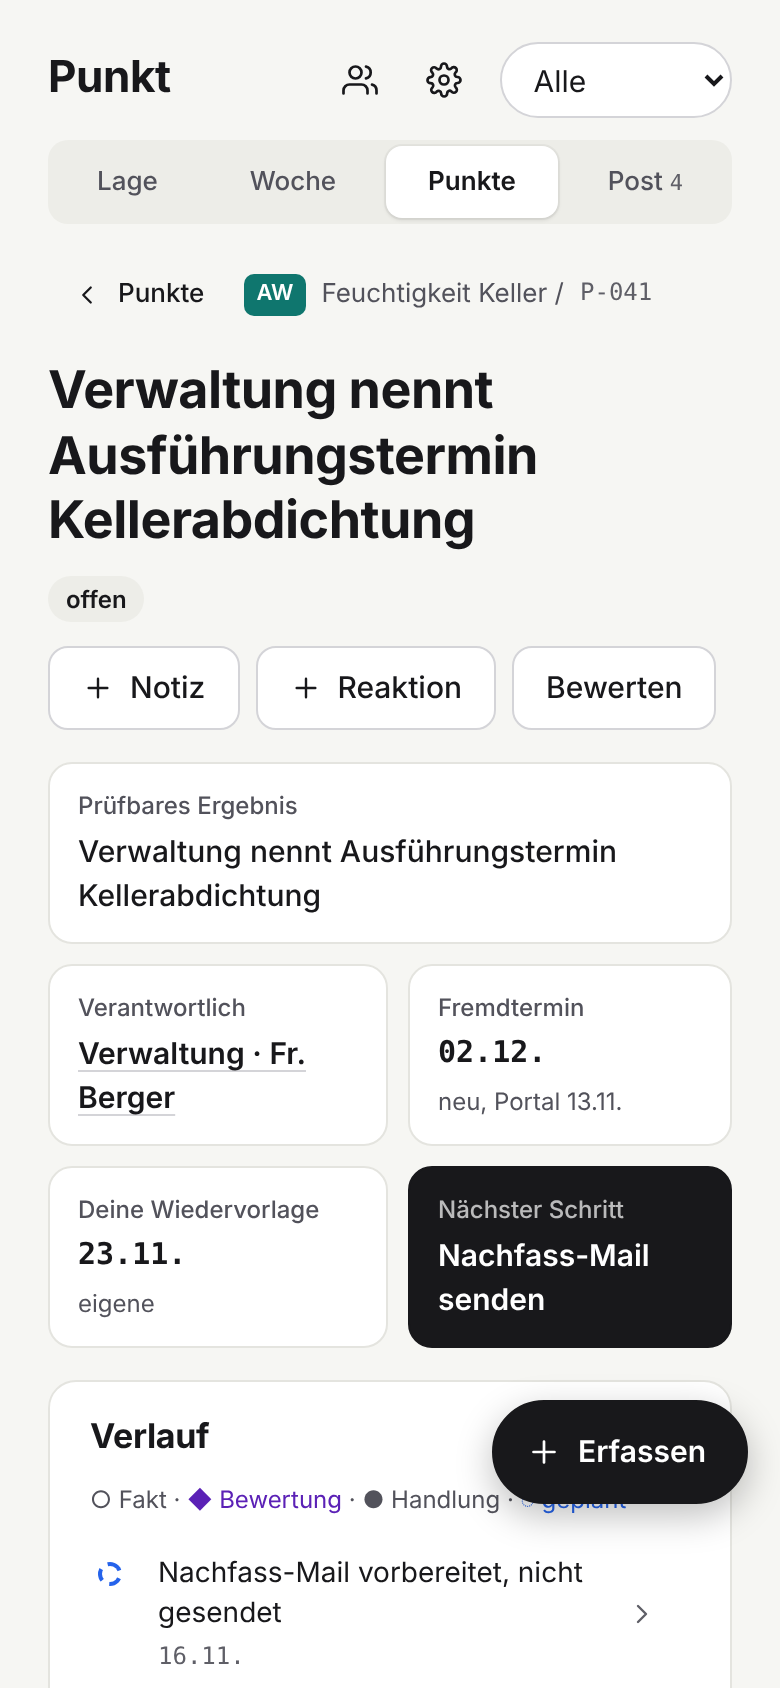 Punkt
Alle
Lage
Woche
Punkte
Post 4
Punkte
AW
Feuchtigkeit Keller /
P-041
Verwaltung nennt
Ausführungstermin
Kellerabdichtung
offen
+ Notiz
+ Reaktion
Bewerten
Prüfbares Ergebnis
Verwaltung nennt Ausführungstermin
Kellerabdichtung
Verantwortlich
Verwaltung · Fr.
Berger
Fremdtermin
02.12.
neu, Portal 13.11.
Deine Wiedervorlage
23.11.
eigene
Nächster Schritt
Nachfass-Mail
senden
Verlauf
+ Erfassen
Fakt · Bewertung · Handlung · geplant
Nachfass-Mail vorbereitet, nicht
gesendet
16.11.